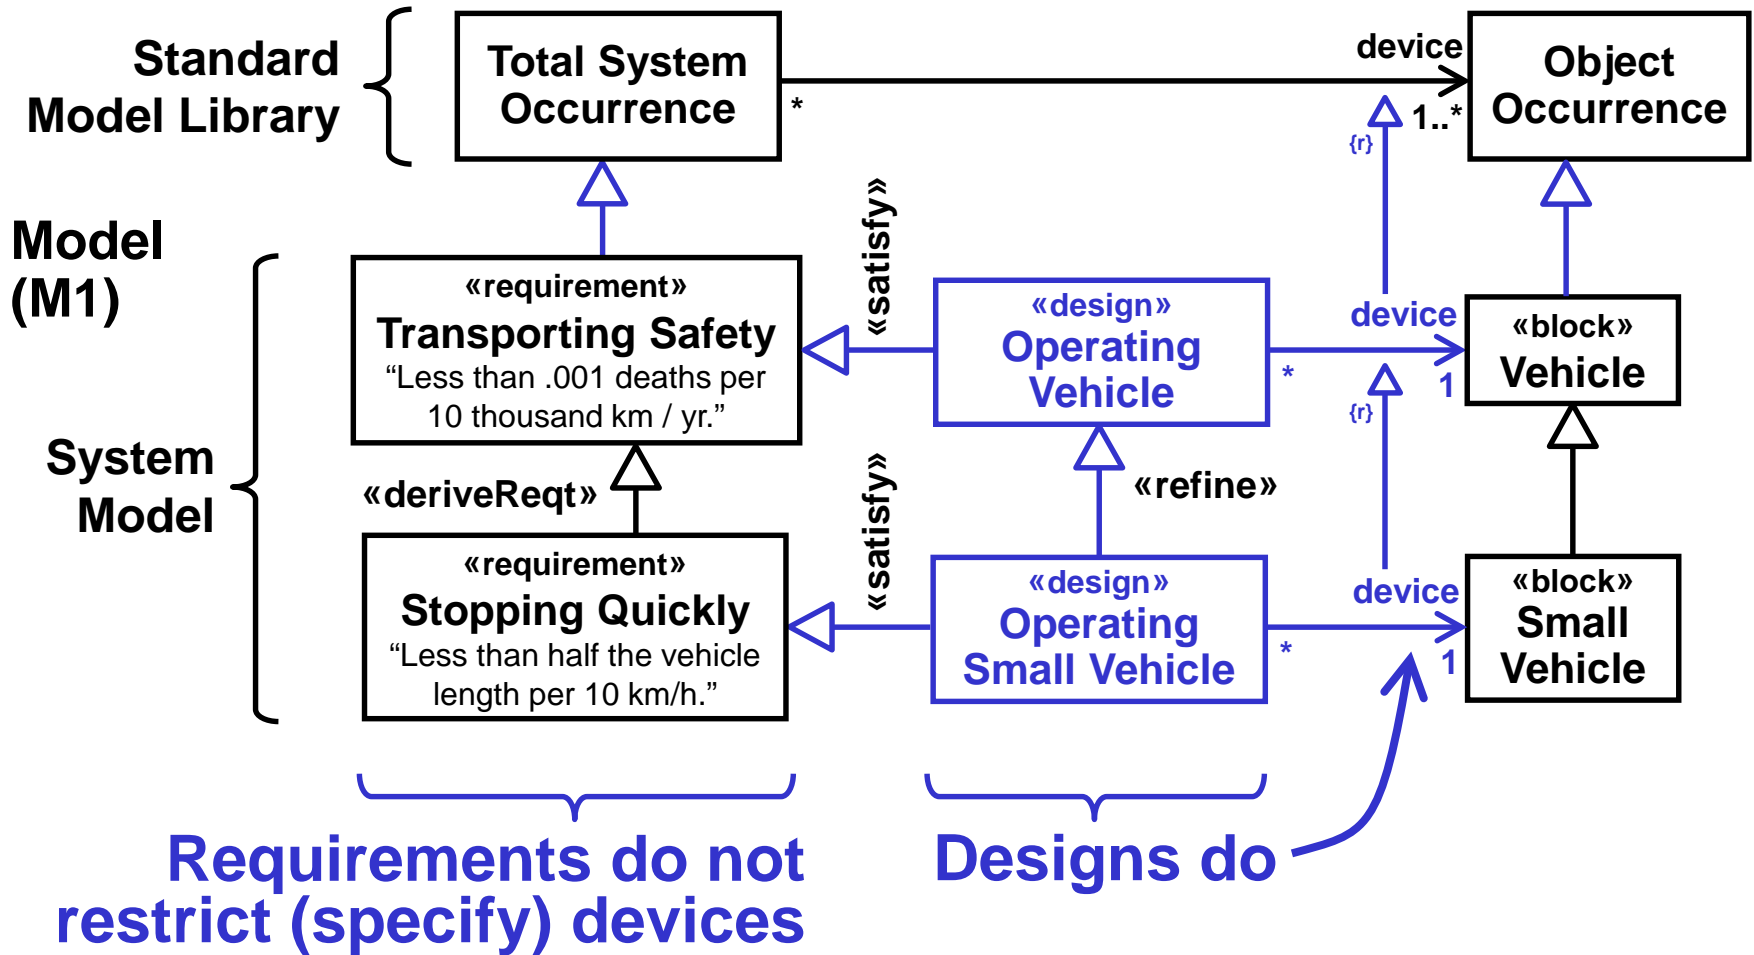 Standard
Model Library
Total System
Occurrence
*
device
1..*
{r}
Object
Occurrence
Model
(M1)
System
Model
«requirement»
Transporting Safety
“Less than .001 deaths per
10 thousand km / yr.”
«satisfy»
«design»
Operating
Vehicle
*
device
1
{r}
«block»
Vehicle
«deriveReqt»
«refine»
«requirement»
Stopping Quickly
“Less than half the vehicle
length per 10 km/h.”
«satisfy»
«design»
Operating
Small Vehicle
*
device
1
«block»
Small
Vehicle
Requirements do not
restrict (specify) devices
Designs do